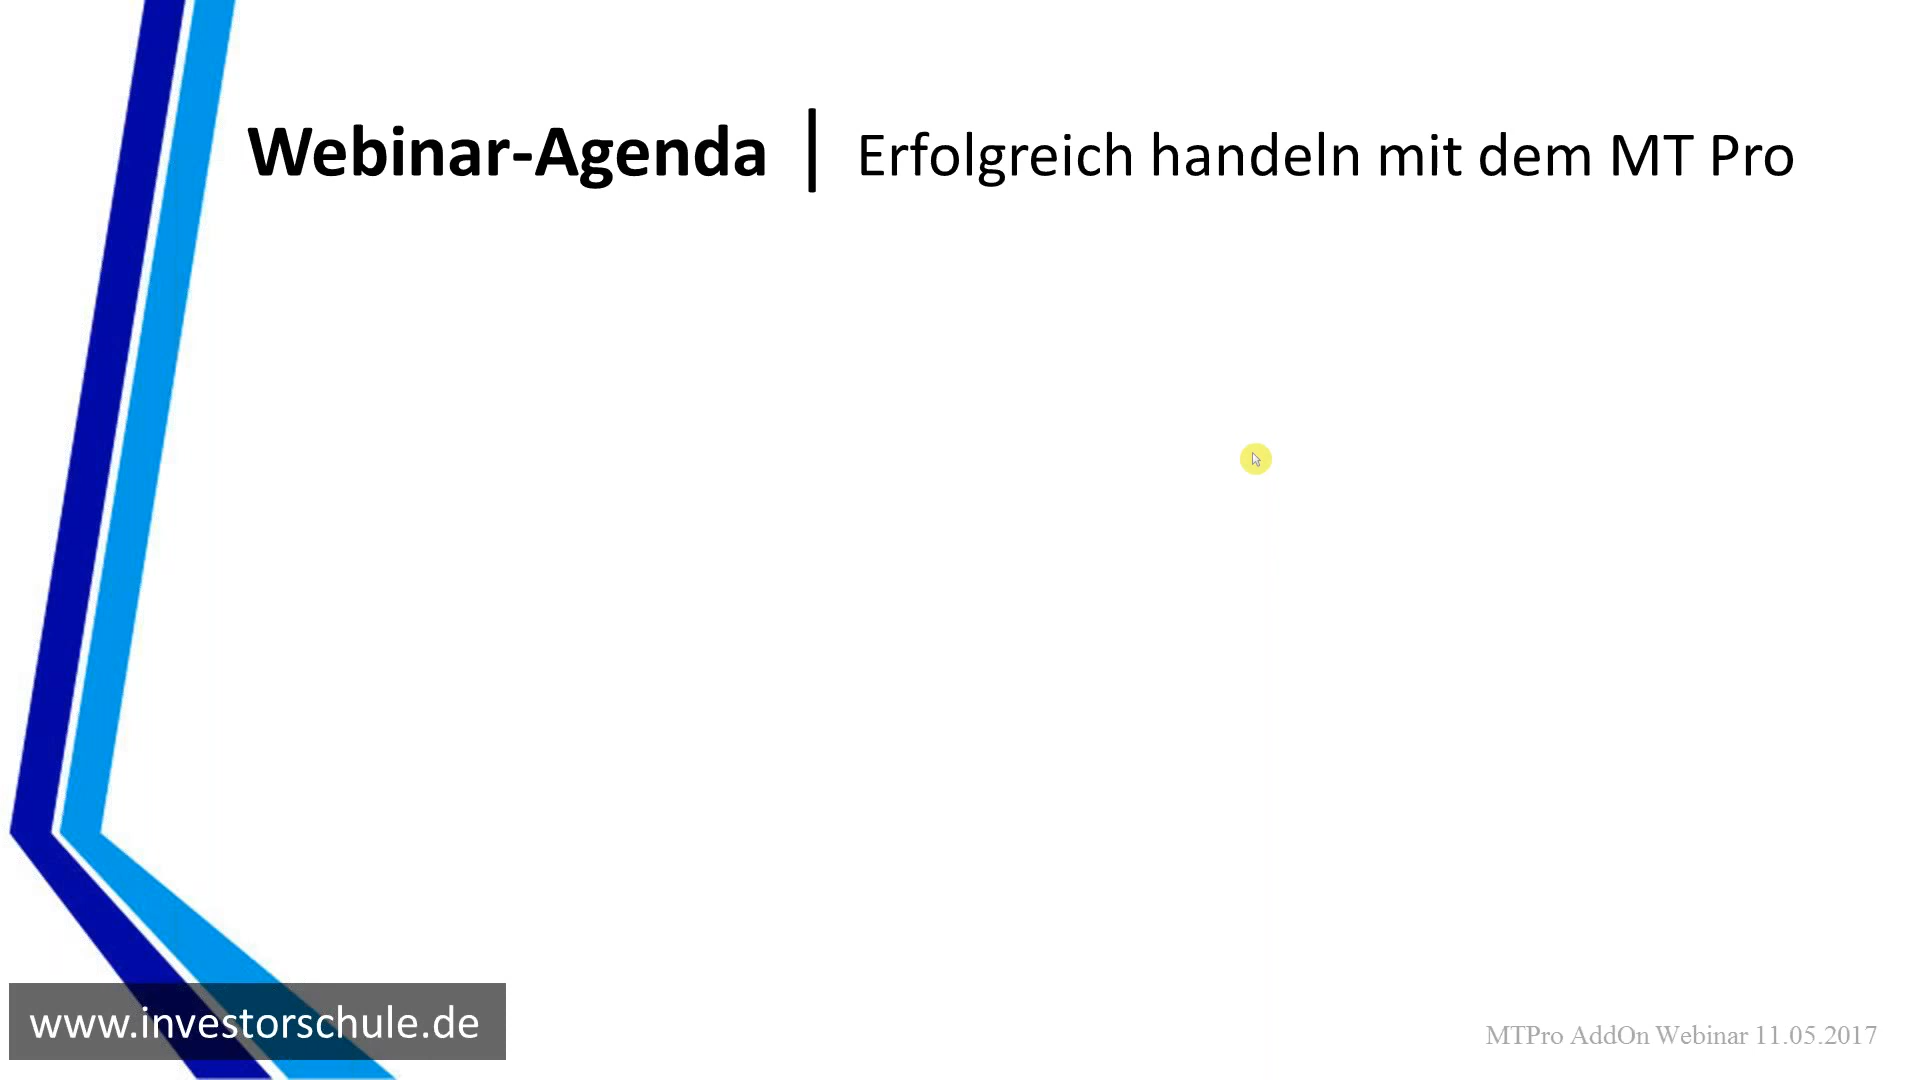 Webinar-Agenda | Erfolgreich handeln mit dem MT Pro
www.investorschule.de
MTPro AddOn Webinar 11.05.2017